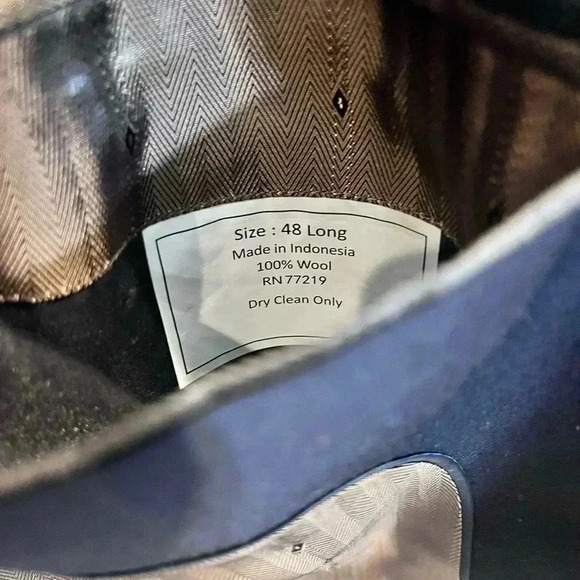 Size : 48 Long
Made in Indonesia
100% Wool
RN 77219
Dry Clean Only